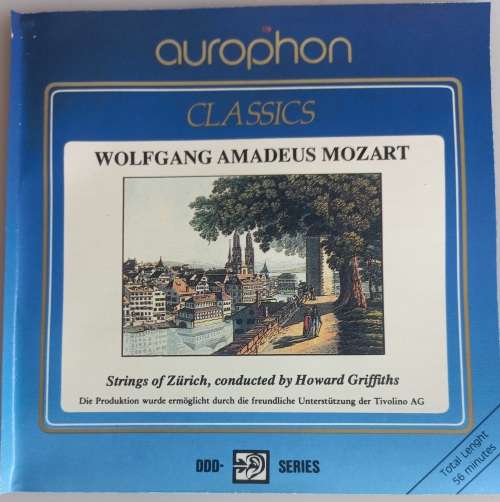 aurophon
CLASSICS
WOLFGANG AMADEUS MOZART
Strings of Zürich, conducted by Howard Griffiths
Die Produktion wurde ermöglicht durch die freundliche Unterstützung der Tivolino AG
DDD- SERIES
Total Lenght
56 minutes